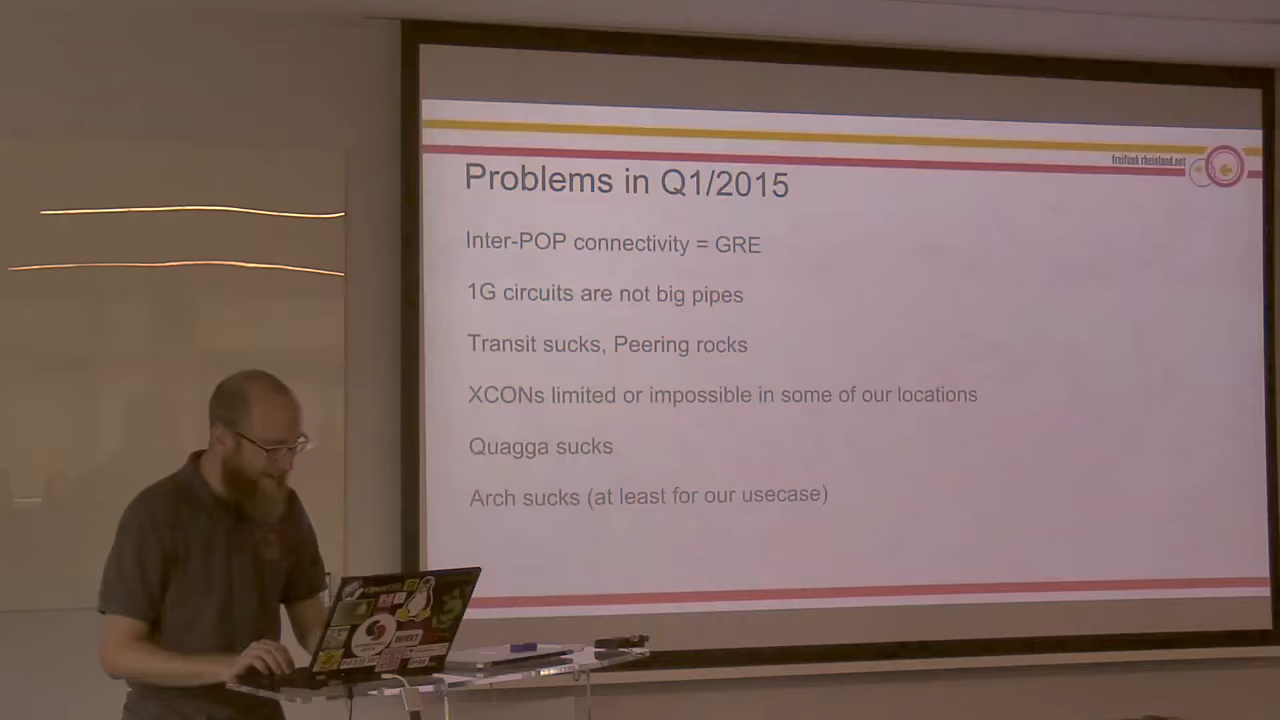 freifunk rheinland.net
Problems in Q1/2015
Inter-POP connectivity = GRE
1G circuits are not big pipes
Transit sucks, Peering rocks
XCONs limited or impossible in some of our locations
Quagga sucks
Arch sucks (at least for our usecase)
DEFEKT